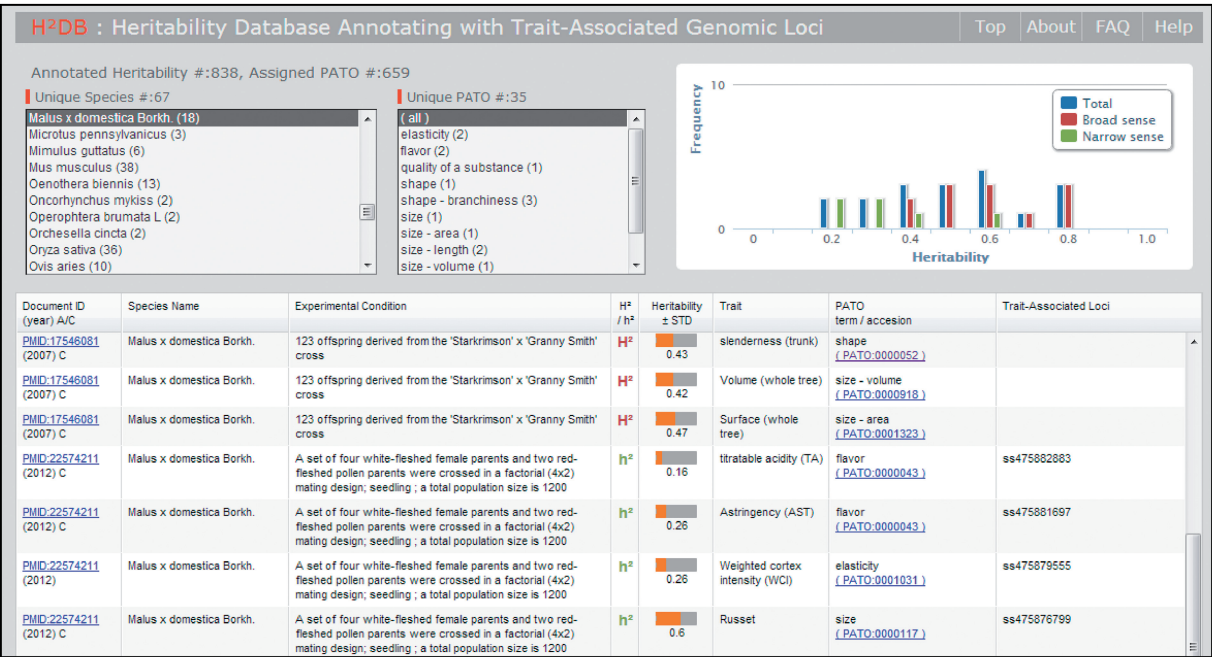 H²DB : Heritability Database Annotating with Trait-Associated Genomic Loci
Top About FAQ Help
Annotated Heritability #:838, Assigned PATO #:659
Unique Species #:67
Malus x domestica Borkh. (18)
Microtus pennsylvanicus (3)
Mimulus guttatus (6)
Mus musculus (38)
Oenothera biennis (13)
Oncorhynchus mykiss (2)
Operophtera brumata L (2)
Orchesella cincta (2)
Oryza sativa (36)
Ovis aries (10)
Unique PATO #:35
( all )
elasticity (2)
flavor (2)
quality of a substance (1)
shape (1)
shape - branchiness (3)
size (1)
size - area (1)
size - length (2)
size - volume (1)
Frequency
10
0
Total
Broad sense
Narrow sense
0 0.2 0.4 0.6 0.8 1.0
Heritability
Document ID
(year) A/C
Species Name
Experimental Condition
H²
/ h²
Heritability
± STD
Trait
PATO
term / accesion
Trait-Associated Loci
PMID:17546081
(2007) C
Malus x domestica Borkh.
123 offspring derived from the 'Starkrimson' x 'Granny Smith'
cross
H²
0.43
slenderness (trunk)
shape
( PATO:0000052 )
PMID:17546081
(2007) C
Malus x domestica Borkh.
123 offspring derived from the 'Starkrimson' x 'Granny Smith'
cross
H²
0.42
Volume (whole tree)
size - volume
( PATO:0000918 )
PMID:17546081
(2007) C
Malus x domestica Borkh.
123 offspring derived from the 'Starkrimson' x 'Granny Smith'
cross
H²
0.47
Surface (whole
tree)
size - area
( PATO:0001323 )
PMID:22574211
(2012) C
Malus x domestica Borkh.
A set of four white-fleshed female parents and two red-
fleshed pollen parents were crossed in a factorial (4x2)
mating design; seedling ; a total population size is 1200
h²
0.16
titratable acidity (TA)
flavor
( PATO:0000043 )
ss475882883
PMID:22574211
(2012) C
Malus x domestica Borkh.
A set of four white-fleshed female parents and two red-
fleshed pollen parents were crossed in a factorial (4x2)
mating design; seedling ; a total population size is 1200
h²
0.26
Astringency (AST)
flavor
( PATO:0000043 )
ss475881697
PMID:22574211
(2012)
Malus x domestica Borkh.
A set of four white-fleshed female parents and two red-
fleshed pollen parents were crossed in a factorial (4x2)
mating design; seedling ; a total population size is 1200
h²
0.26
Weighted cortex
intensity (WCI)
elasticity
( PATO:0001031 )
ss475879555
PMID:22574211
(2012) C
Malus x domestica Borkh.
A set of four white-fleshed female parents and two red-
fleshed pollen parents were crossed in a factorial (4x2)
mating design; seedling ; a total population size is 1200
h²
0.6
Russet
size
( PATO:0000117 )
ss475876799